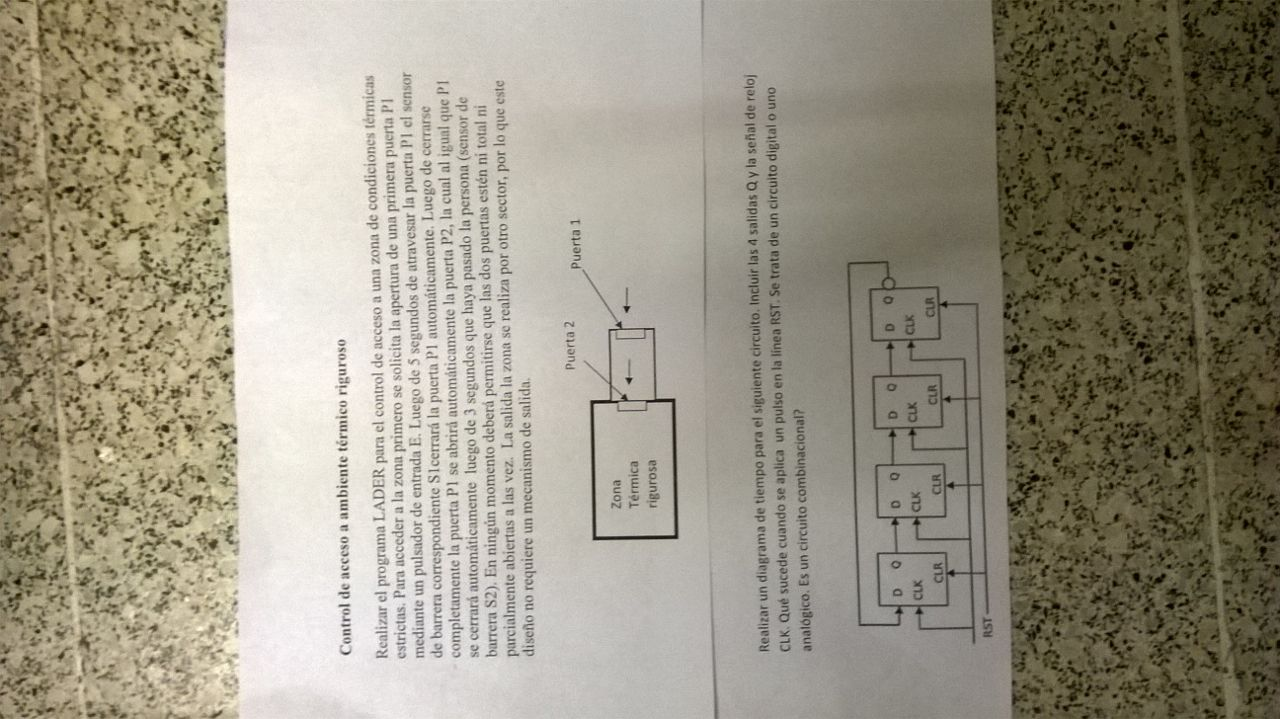 Control de acceso a ambiente térmico riguroso
Realizar el programa LADER para el control de acceso a una zona de condiciones térmicas
estrictas. Para acceder a la zona primero se solicita la apertura de una primera puerta P1
mediante un pulsador de entrada E. Luego de 5 segundos de atravesar la puerta P1 el sensor
de barrera correspondiente S1cerrará la puerta P1 automáticamente. Luego de cerrarse
completamente la puerta P1 se abrirá automáticamente la puerta P2, la cual al igual que P1
se cerrará automáticamente luego de 3 segundos que haya pasado la persona (sensor de
barrera S2). En ningún momento deberá permitirse que las dos puertas estén ni total ni
parcialmente abiertas a las vez. La salida la zona se realiza por otro sector, por lo que este
diseño no requiere un mecanismo de salida.
Puerta 2
Puerta 1
Zona
Térmica
rigurosa
Realizar un diagrama de tiempo para el siguiente circuito. Incluir las 4 salidas Q y la señal de reloj
CLK. Qué sucede cuando se aplica un pulso en la línea RST. Se trata de un circuito digital o uno
analógico. Es un circuito combinacional?
D Q
CLK
CLR
D Q
CLK
CLR
D Q
CLK
CLR
D Q
CLK
CLR
RST